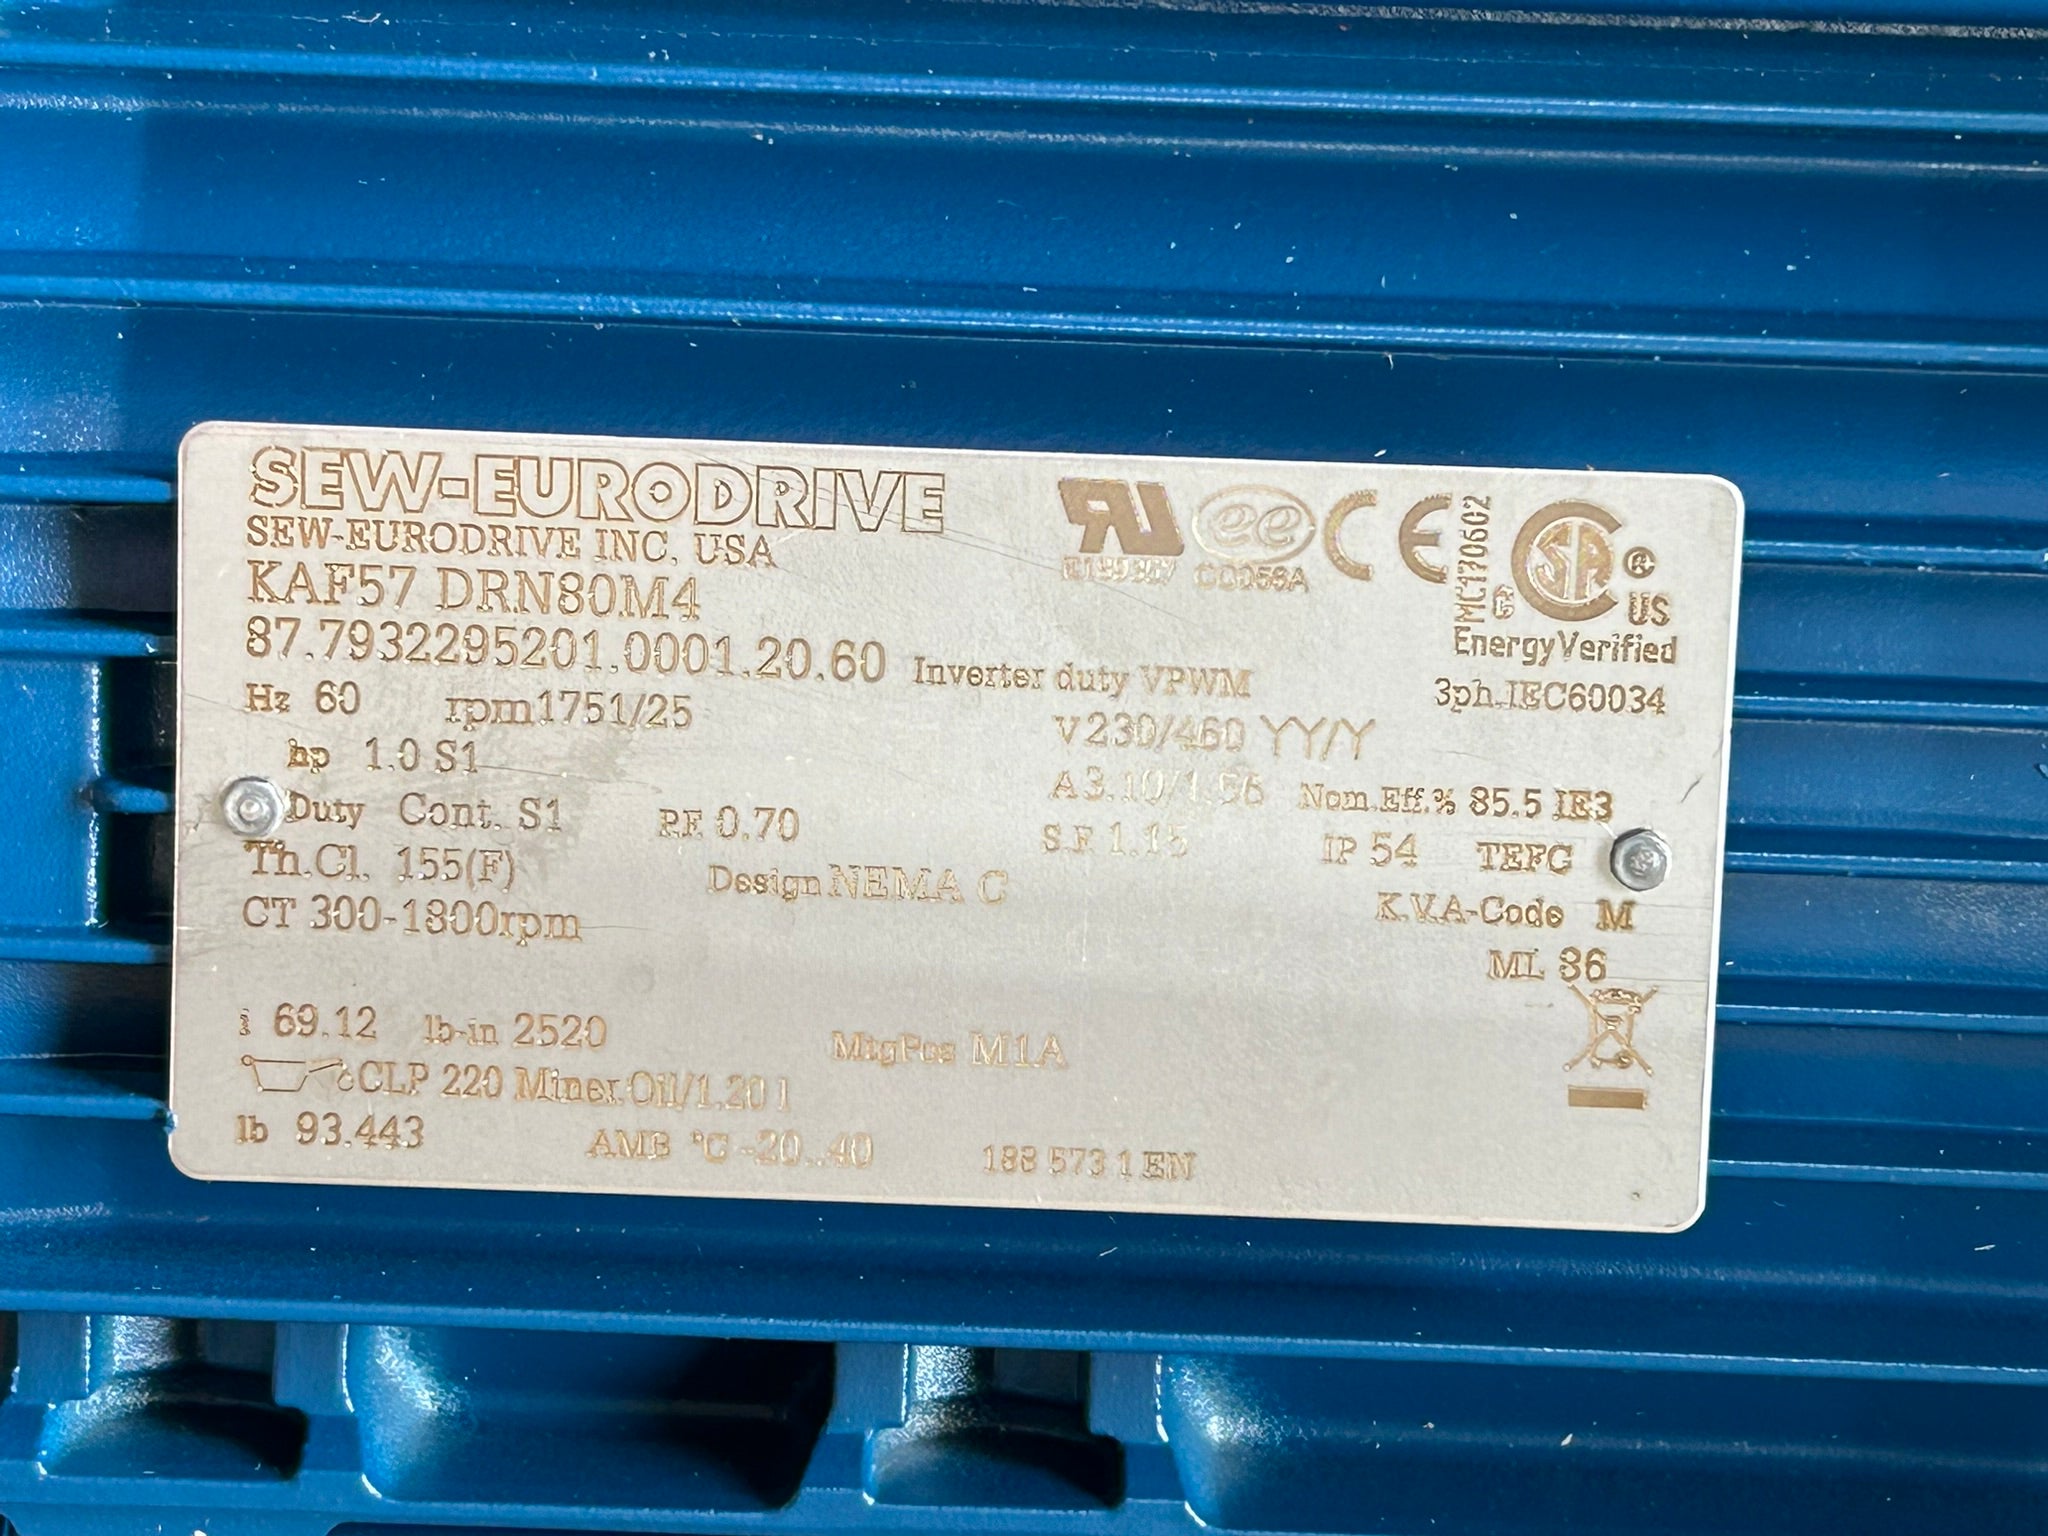 SEW-EURODRIVE
SEW-EURODRIVE INC. USA
KAF57 DRN80M4
87.7932295201.0001.20.60 Inverter duty VPWM
CC056A
EMC170602
C US
Energy Verified
3ph.IEC60034
Hz 60 rpm 1751/25 V 230/460 YY/Y
hp 1.0 S1 A 3.10/1.56 Nom.Eff.% 85.5 IE3
Duty Cont. S1 P.F. 0.70 S.F. 1.15 IP 54 TEFC
Th.Cl. 155(F) Design NEMA C K.V.A-Code M
CT 300-1800rpm ML 36
i 69.12 lb-in 2520 MtgPos M1A
CLP 220 Miner.Oil/1.20 l
lb 93.443 AMB °C -20..40 188 573 1 EN